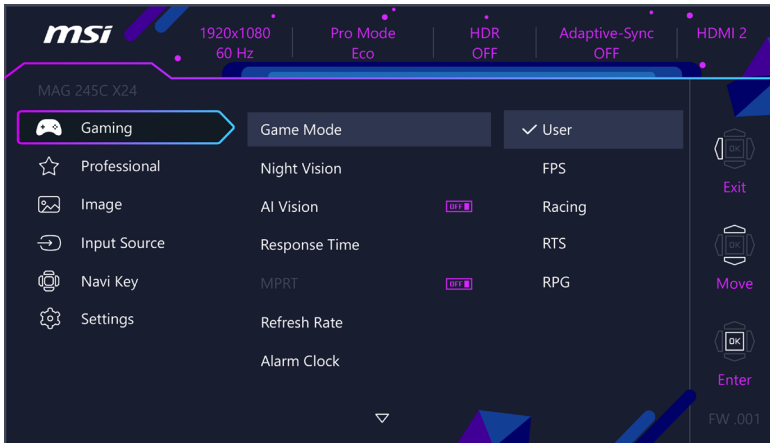 msi
1920x1080
60 Hz
Pro Mode
Eco
HDR
OFF
Adaptive-Sync
OFF
HDMI 2
MAG 245C X24
Gaming
Professional
Image
Input Source
Navi Key
Settings
Game Mode
Night Vision
AI Vision
OFF
Response Time
MPRT
OFF
Refresh Rate
Alarm Clock
User
FPS
Racing
RTS
RPG
OK
Exit
OK
Move
OK
Enter
FW .001